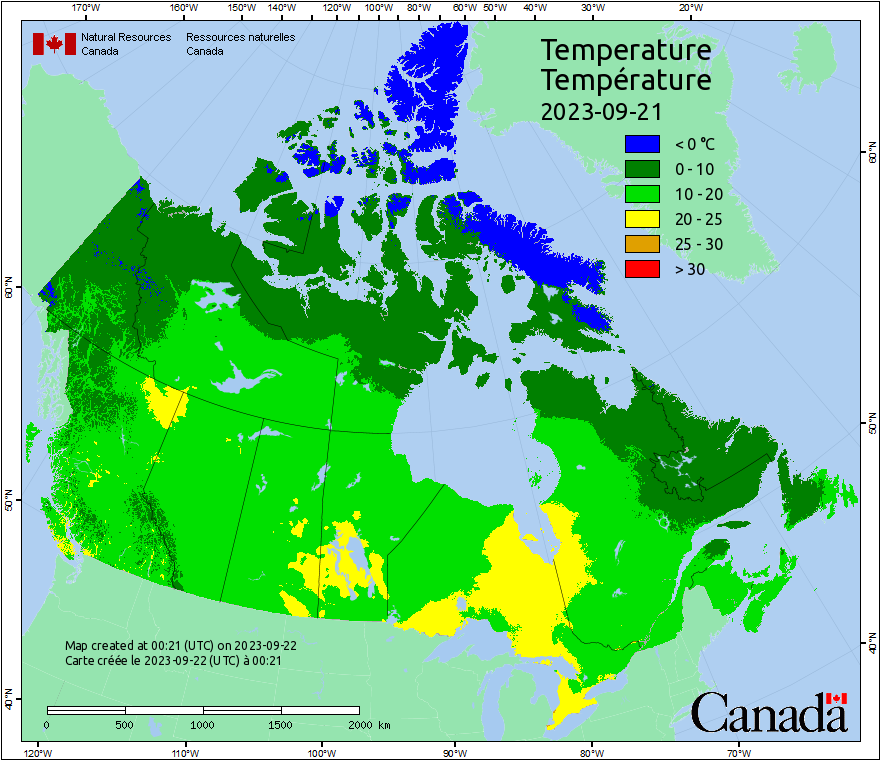 170°W 160°W 150°W 140°W 130°W 120°W 110°W 100°W 90°W 80°W 60°W 50°W 40°W 30°W 20°W
Natural Resources Canada
Ressources naturelles Canada
Temperature
Température
2023-09-21
< 0 °C
0 - 10
10 - 20
20 - 25
25 - 30
> 30
60°N
60°N
50°N
50°N
40°N
40°N
Map created at 00:21 (UTC) on 2023-09-22
Carte créée le 2023-09-22 (UTC) à 00:21
0 500 1000 1500 2000 km
Canada
120°W 110°W 100°W 90°W 80°W 70°W